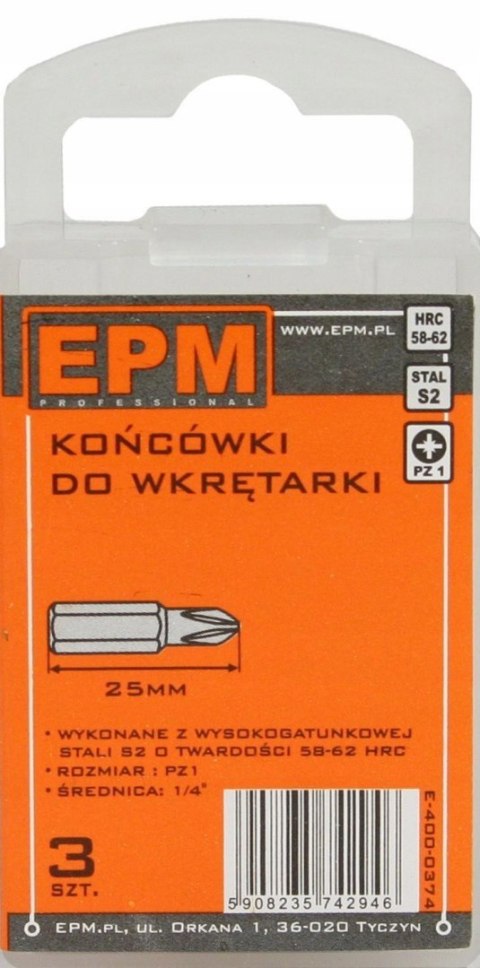 EPM
PROFESSIONAL
WWW.EPM.PL
HRC
58-62
STAL
S2
PZ 1
KOŃCÓWKI
DO WKRĘTARKI
25MM
• WYKONANE Z WYSOKOGATUNKOWEJ
STALI S2 O TWARDOŚCI 58-62 HRC
• ROZMIAR : PZ1
• ŚREDNICA: 1/4"
3
SZT.
5908235 742946
E-400-0374
EPM.PL, UL. ORKANA 1, 36-020 TYCZYN